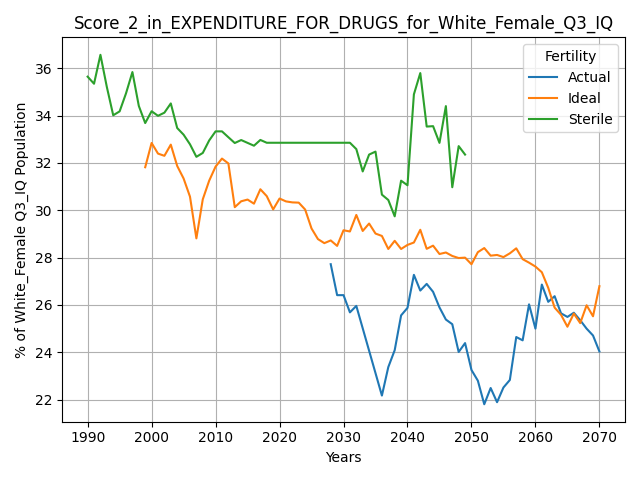 Score_2_in_EXPENDITURE_FOR_DRUGS_for_White_Female_Q3_IQ
Fertility
Actual
Ideal
Sterile
% of White_Female Q3_IQ Population
36
34
32
30
28
26
24
22
1990 2000 2010 2020 2030 2040 2050 2060 2070
Years